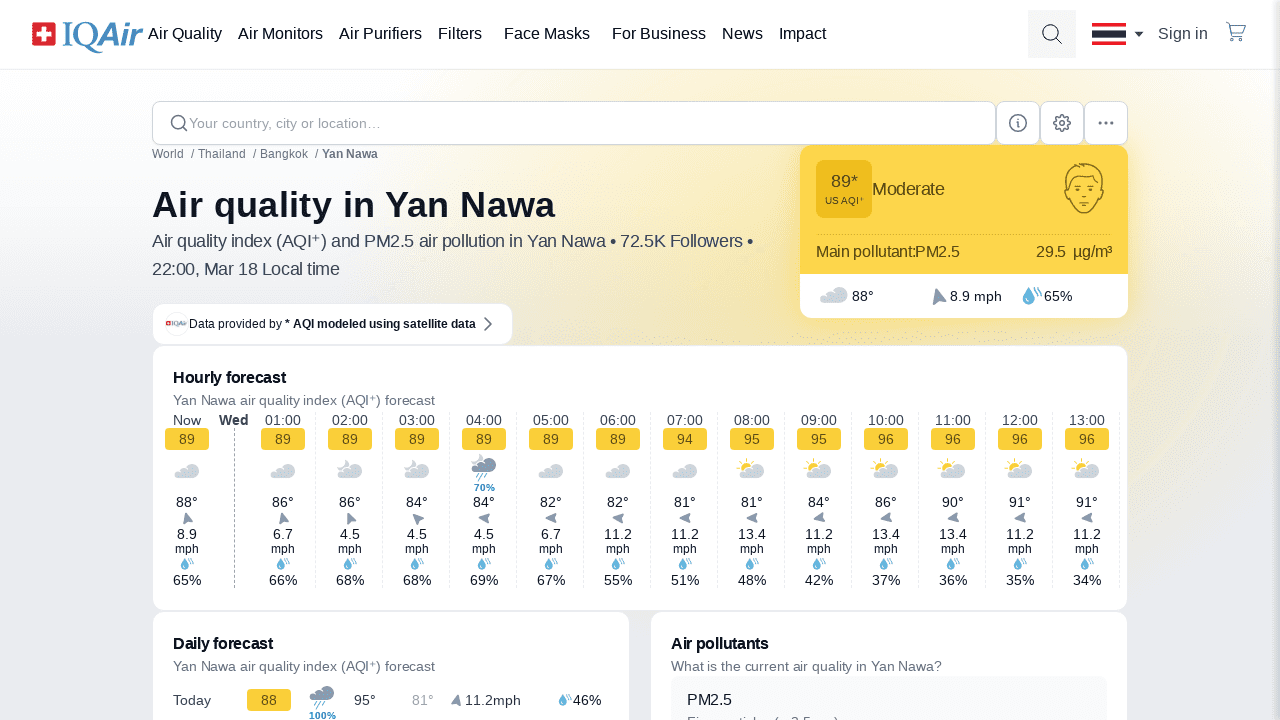 IQAir Air Quality Air Monitors Air Purifiers Filters Face Masks For Business News Impact Sign in
Your country, city or location…
World / Thailand / Bangkok / Yan Nawa
Air quality in Yan Nawa
Air quality index (AQI⁺) and PM2.5 air pollution in Yan Nawa • 72.5K Followers •
22:00, Mar 18 Local time
89*
US AQI⁺
Moderate
Main pollutant: PM2.5 29.5 µg/m³
88° 8.9 mph 65%
IQAir Data provided by * AQI modeled using satellite data
Hourly forecast
Yan Nawa air quality index (AQI⁺) forecast
Now Wed 01:00 02:00 03:00 04:00 05:00 06:00 07:00 08:00 09:00 10:00 11:00 12:00 13:00
89 89 89 89 89 89 89 94 95 95 96 96 96 96
70%
88° 86° 86° 84° 84° 82° 82° 81° 81° 84° 86° 90° 91° 91°
8.9 6.7 4.5 4.5 4.5 6.7 11.2 11.2 13.4 13.4 13.4 13.4 11.2 11.2
mph mph mph mph mph mph mph mph mph mph mph mph mph mph
65% 66% 68% 68% 69% 67% 55% 51% 48% 42% 37% 36% 35% 34%
Daily forecast
Yan Nawa air quality index (AQI⁺) forecast
Today 88 95° 81° 11.2mph 46%
100%
Air pollutants
What is the current air quality in Yan Nawa?
PM2.5